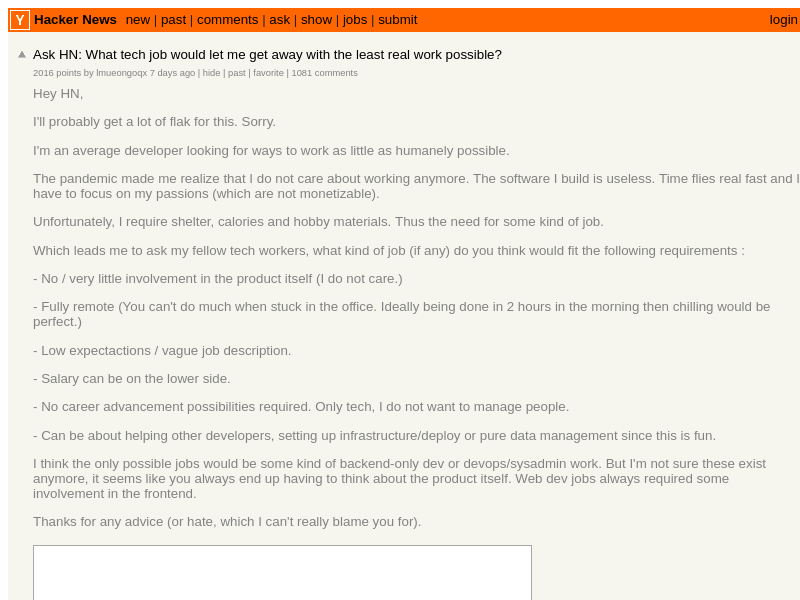 Y Hacker News new | past | comments | ask | show | jobs | submit login
Ask HN: What tech job would let me get away with the least real work possible?
2016 points by lmueongoqx 7 days ago | hide | past | favorite | 1081 comments
Hey HN,
I'll probably get a lot of flak for this. Sorry.
I'm an average developer looking for ways to work as little as humanely possible.
The pandemic made me realize that I do not care about working anymore. The software I build is useless. Time flies real fast and I
have to focus on my passions (which are not monetizable).
Unfortunately, I require shelter, calories and hobby materials. Thus the need for some kind of job.
Which leads me to ask my fellow tech workers, what kind of job (if any) do you think would fit the following requirements :
- No / very little involvement in the product itself (I do not care.)
- Fully remote (You can't do much when stuck in the office. Ideally being done in 2 hours in the morning then chilling would be
perfect.)
- Low expectactions / vague job description.
- Salary can be on the lower side.
- No career advancement possibilities required. Only tech, I do not want to manage people.
- Can be about helping other developers, setting up infrastructure/deploy or pure data management since this is fun.
I think the only possible jobs would be some kind of backend-only dev or devops/sysadmin work. But I'm not sure these exist
anymore, it seems like you always end up having to think about the product itself. Web dev jobs always required some
involvement in the frontend.
Thanks for any advice (or hate, which I can't really blame you for).